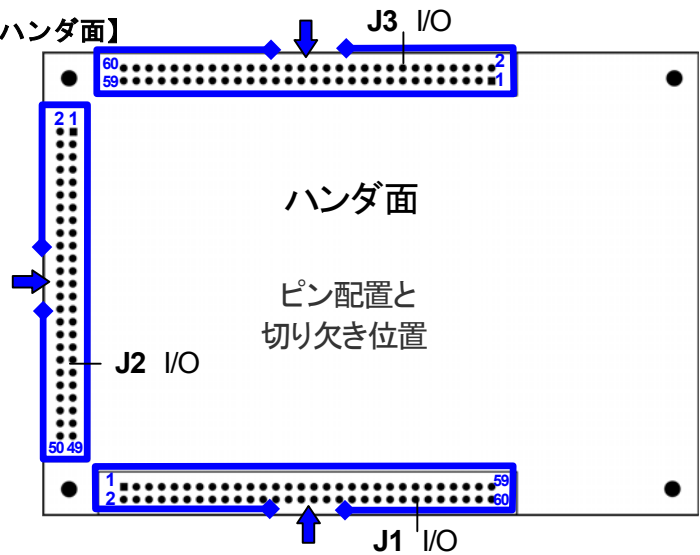 ハンダ面】
J3 I/O
60 2
59 1
2 1
ハンダ面
ピン配置と
切り欠き位置
J2 I/O
50 49
1 59
2 60
J1 I/O